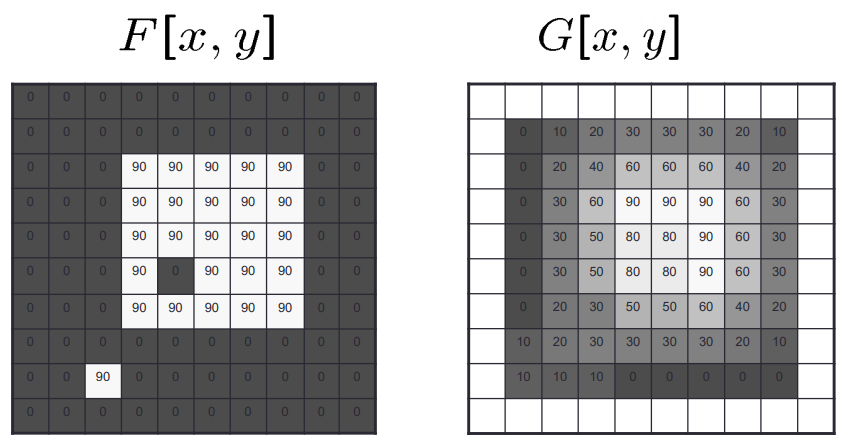 F[x, y] G[x, y]
0 0 0 0 0 0 0 0 0 0
0 0 0 0 0 0 0 0 0 0 0 10 20 30 30 30 20 10
0 0 0 90 90 90 90 90 0 0 0 20 40 60 60 60 40 20
0 0 0 90 90 90 90 90 0 0 0 30 60 90 90 90 60 30
0 0 0 90 90 90 90 90 0 0 0 30 50 80 80 90 60 30
0 0 0 90 0 90 90 90 0 0 0 30 50 80 80 90 60 30
0 0 0 90 90 90 90 90 0 0 0 20 30 50 50 60 40 20
0 0 0 0 0 0 0 0 0 0 10 20 30 30 30 30 20 10
0 0 90 0 0 0 0 0 0 0 10 10 10 0 0 0 0 0
0 0 0 0 0 0 0 0 0 0